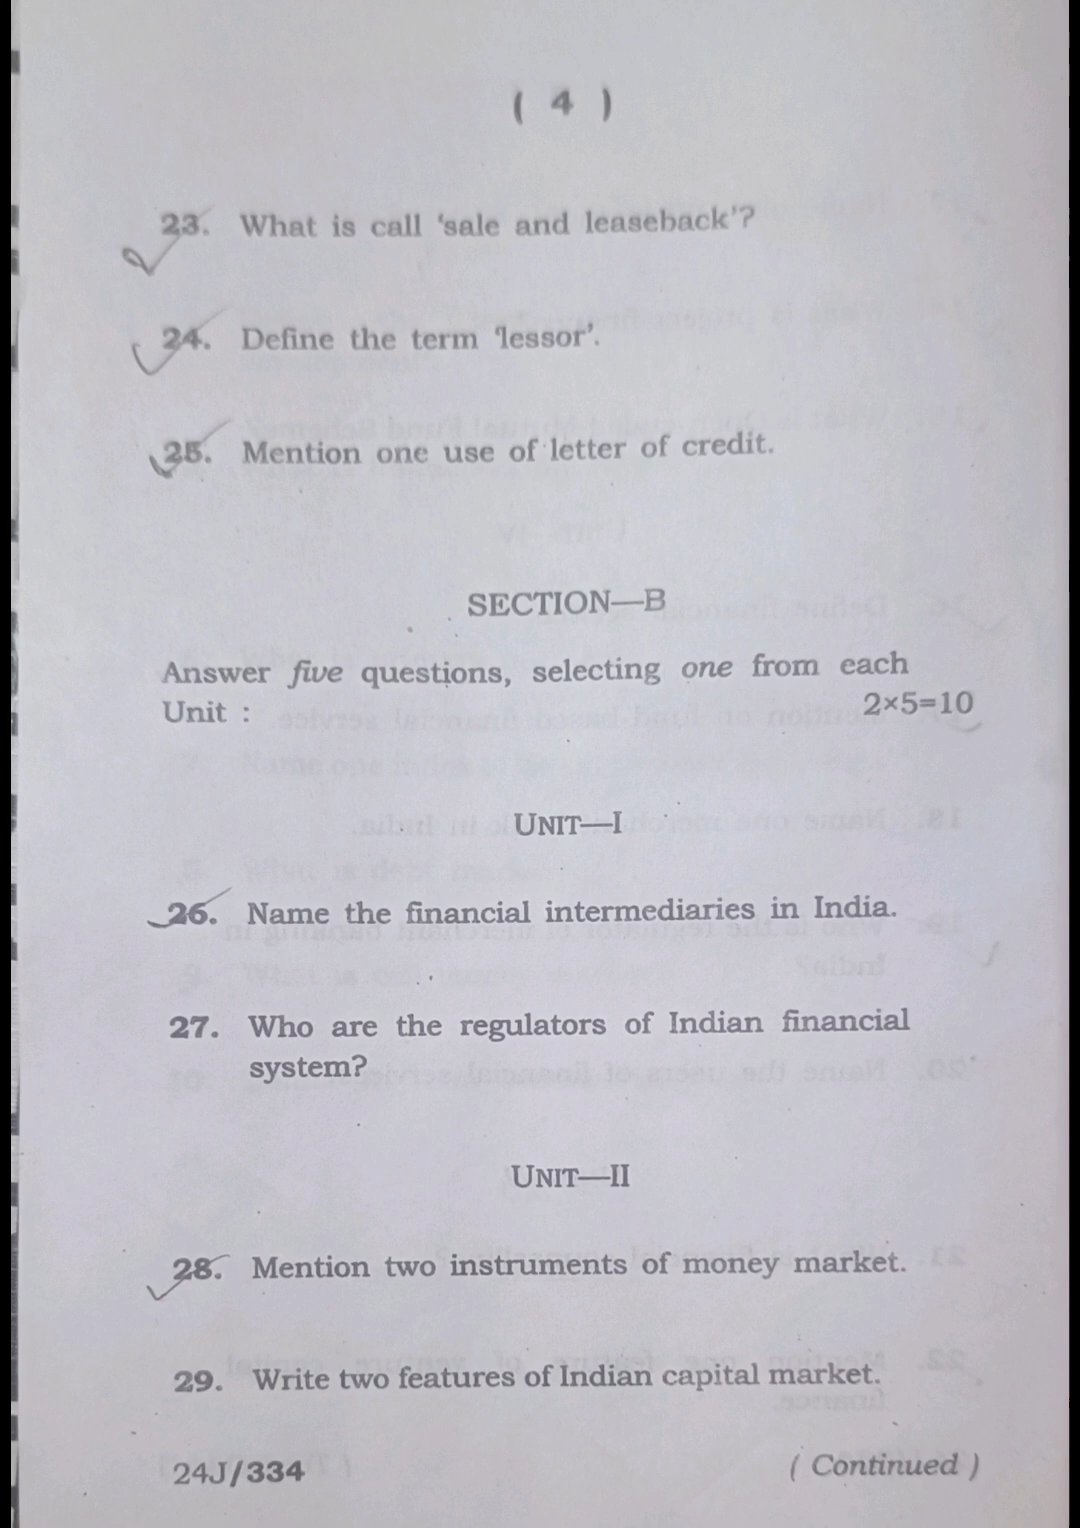 ( 4 )
23. What is call 'sale and leaseback'?
24. Define the term 'lessor'.
25. Mention one use of letter of credit.
SECTION—B
Answer five questions, selecting one from each
Unit : 2×5=10
UNIT—I
26. Name the financial intermediaries in India.
27. Who are the regulators of Indian financial
system?
UNIT—II
28. Mention two instruments of money market.
29. Write two features of Indian capital market.
24J/334 ( Continued )